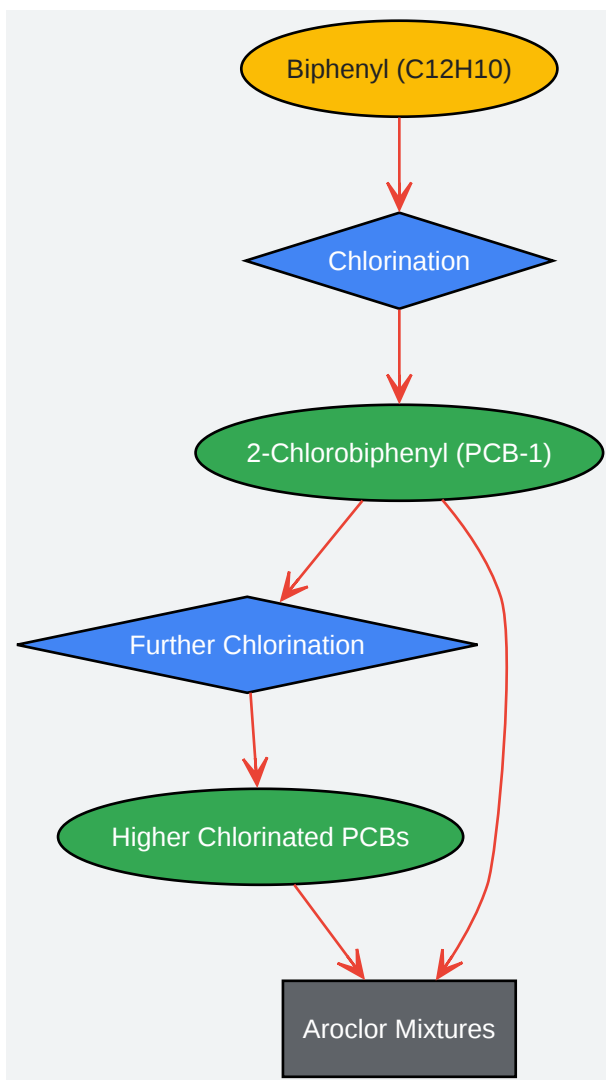 Biphenyl (C12H10)
Chlorination
2-Chlorobiphenyl (PCB-1)
Further Chlorination
Higher Chlorinated PCBs
Aroclor Mixtures